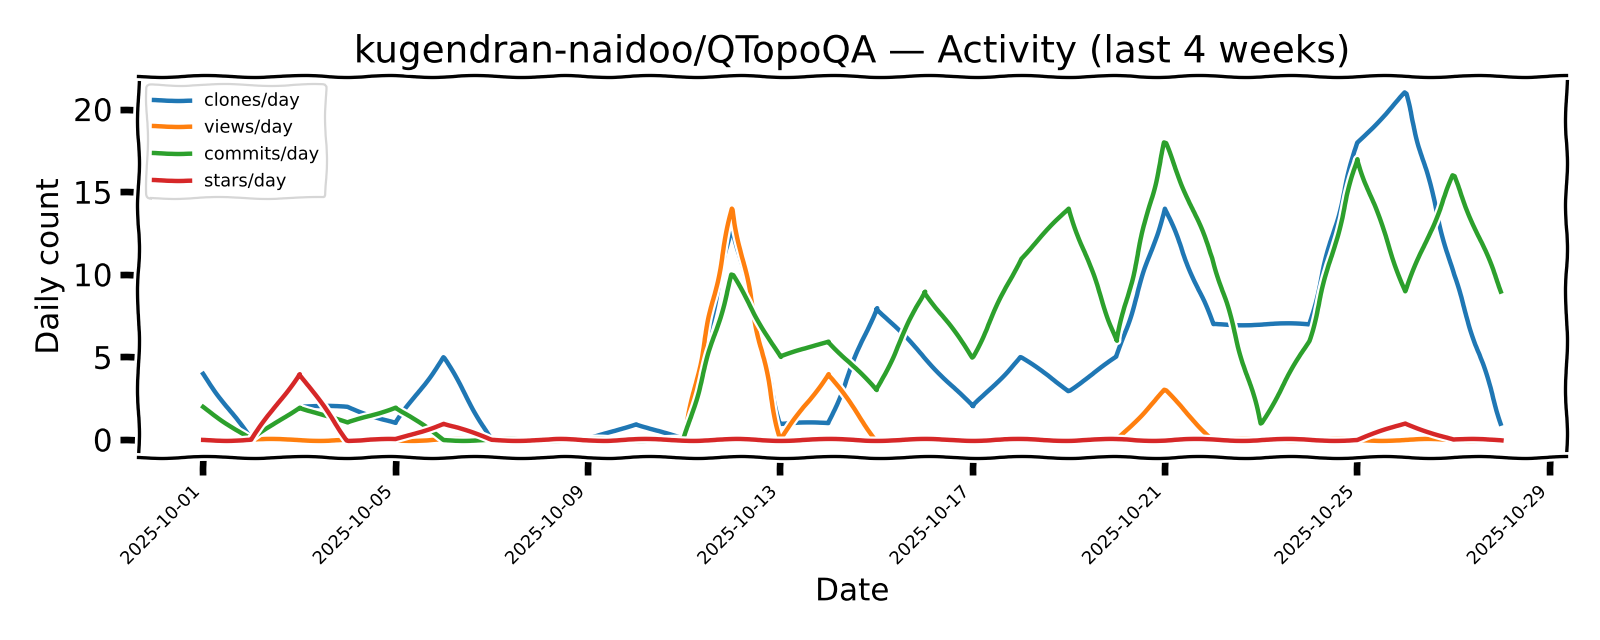 kugendran-naidoo/QTopoQA — Activity (last 4 weeks)
clones/day
views/day
commits/day
stars/day
Daily count
20
15
10
5
0
2025-10-01
2025-10-05
2025-10-09
2025-10-13
2025-10-17
2025-10-21
2025-10-25
2025-10-29
Date